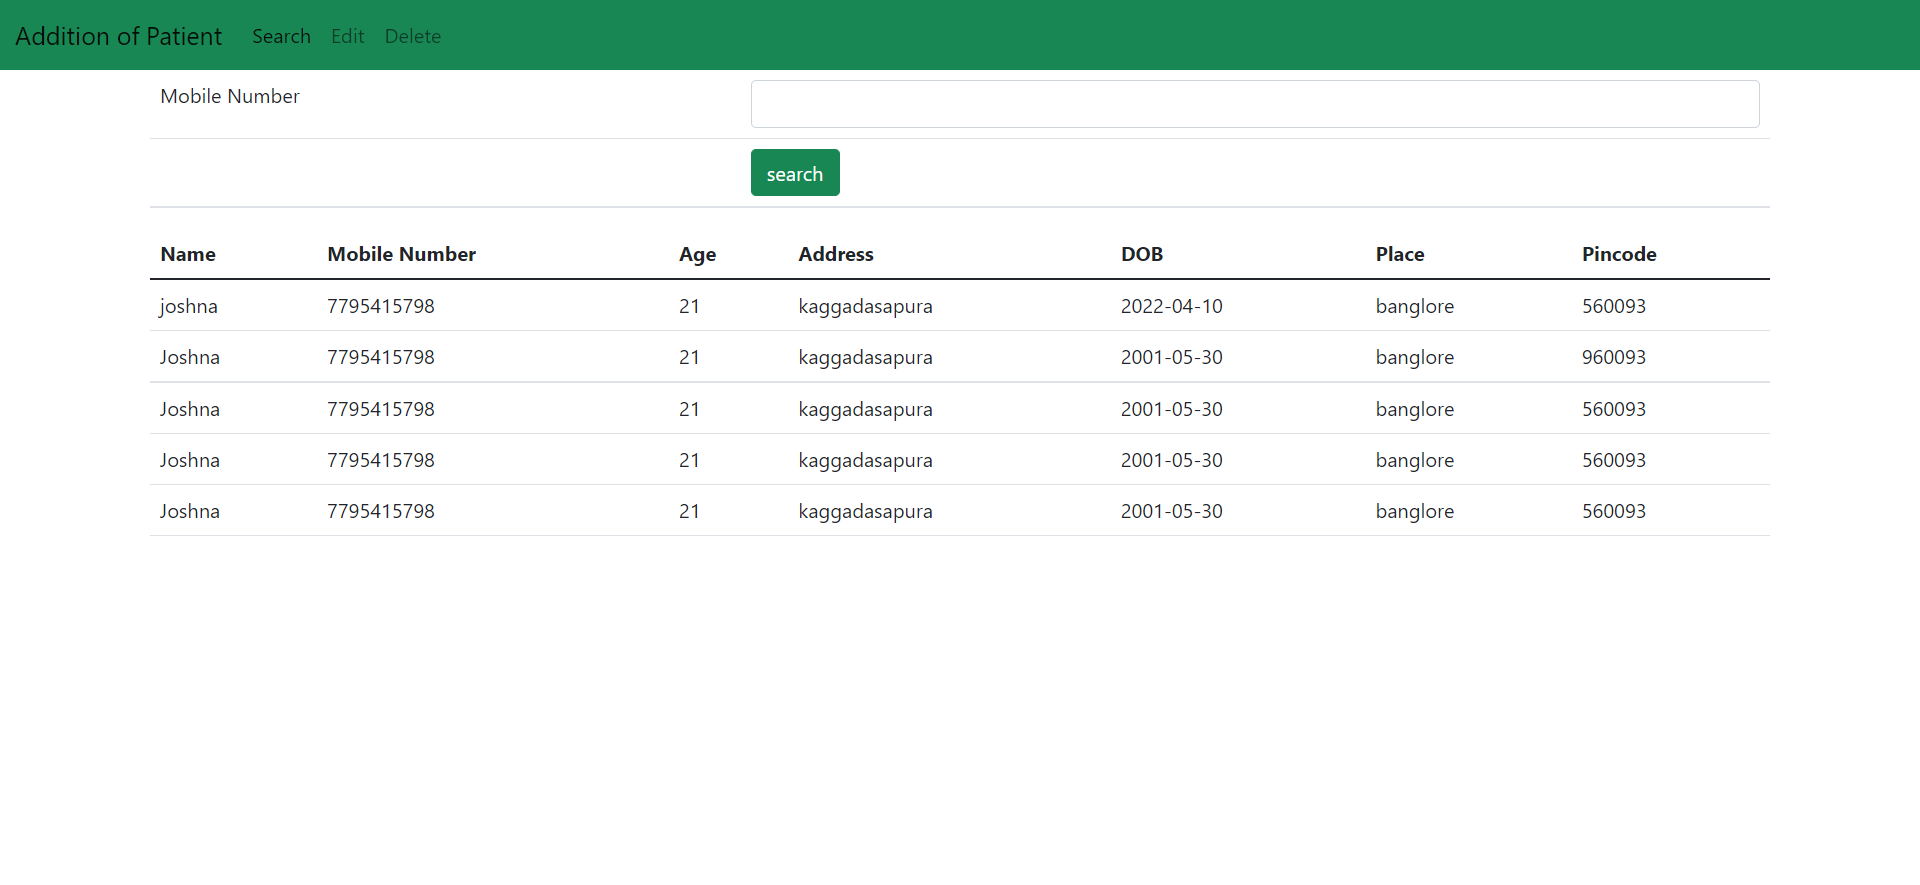 Addition of Patient Search Edit Delete
Mobile Number
search
Name Mobile Number Age Address DOB Place Pincode
joshna 7795415798 21 kaggadasapura 2022-04-10 banglore 560093
Joshna 7795415798 21 kaggadasapura 2001-05-30 banglore 960093
Joshna 7795415798 21 kaggadasapura 2001-05-30 banglore 560093
Joshna 7795415798 21 kaggadasapura 2001-05-30 banglore 560093
Joshna 7795415798 21 kaggadasapura 2001-05-30 banglore 560093